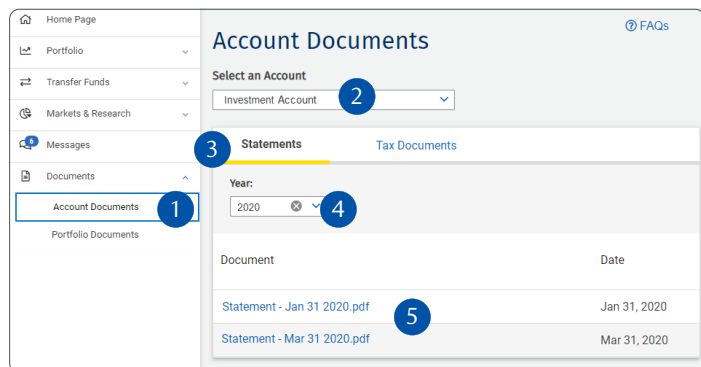 Home Page
Portfolio
Transfer Funds
Markets & Research
6
Messages
Documents
Account Documents
1
Portfolio Documents
? FAQs
Account Documents
Select an Account
Investment Account
2
3
Statements
Tax Documents
Year:
2020
4
Document
Date
Statement - Jan 31 2020.pdf
Jan 31, 2020
5
Statement - Mar 31 2020.pdf
Mar 31, 2020